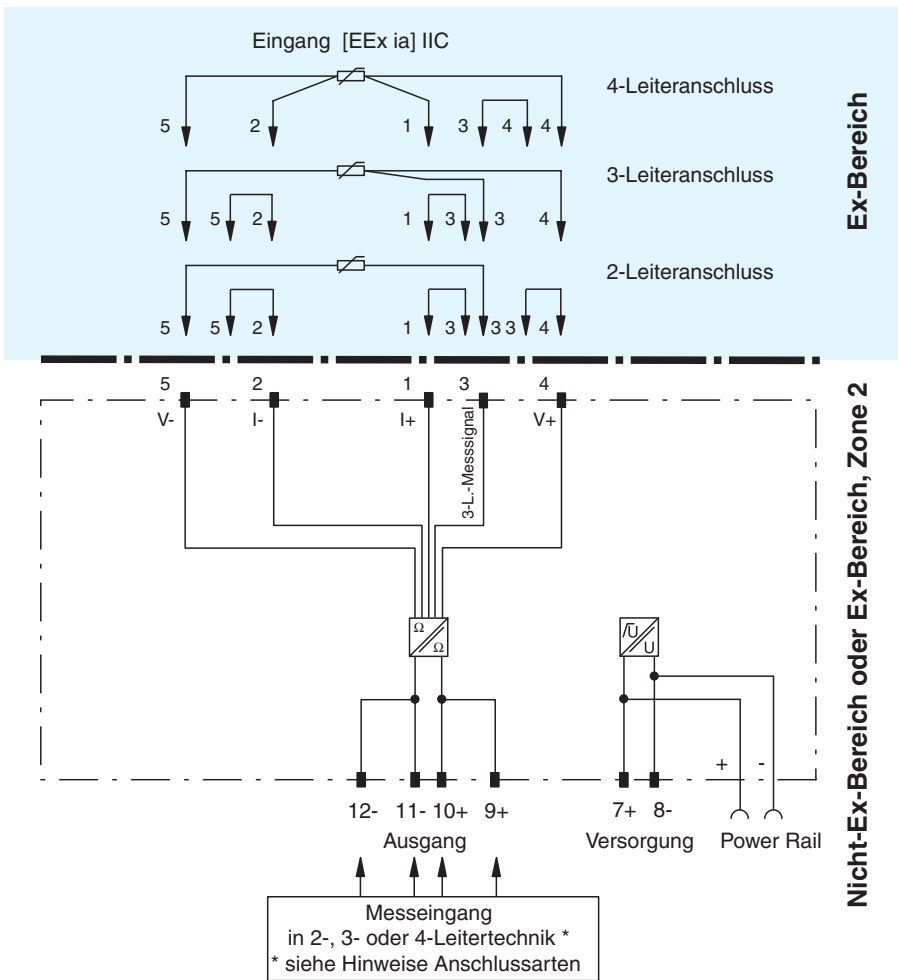 Eingang [EEx ia] IIC
4-Leiteranschluss
5 2 1 3 4 4
3-Leiteranschluss
5 5 2 1 3 3 4
2-Leiteranschluss
5 5 2 1 3 3 3 4
Ex-Bereich
5 2 1 3 4
V- I- I+ 3-L.-Messsignal V+
Ω
Ω
U
U
+ -
12- 11- 10+ 9+ 7+ 8-
Ausgang Versorgung Power Rail
Messeingang
in 2-, 3- oder 4-Leitertechnik *
* siehe Hinweise Anschlussarten
Nicht-Ex-Bereich oder Ex-Bereich, Zone 2